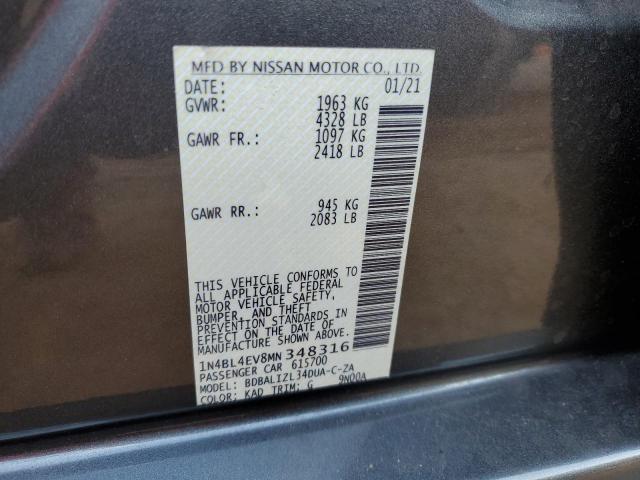 MFD BY NISSAN MOTOR CO., LTD.
DATE: 01/21
GVWR: 1963 KG
4328 LB
GAWR FR.: 1097 KG
2418 LB
GAWR RR.: 945 KG
2083 LB
THIS VEHICLE CONFORMS TO
ALL APPLICABLE FEDERAL
MOTOR VEHICLE SAFETY,
BUMPER, AND THEFT
PREVENTION STANDARDS IN
EFFECT ON THE DATE OF
MANUFACTURE SHOWN ABOVE.
1N4BL4EV8MN348316
PASSENGER CAR 615700
MODEL: BDBALIZL34DUA-C-ZA
COLOR: KAD TRIM: G 9N00A